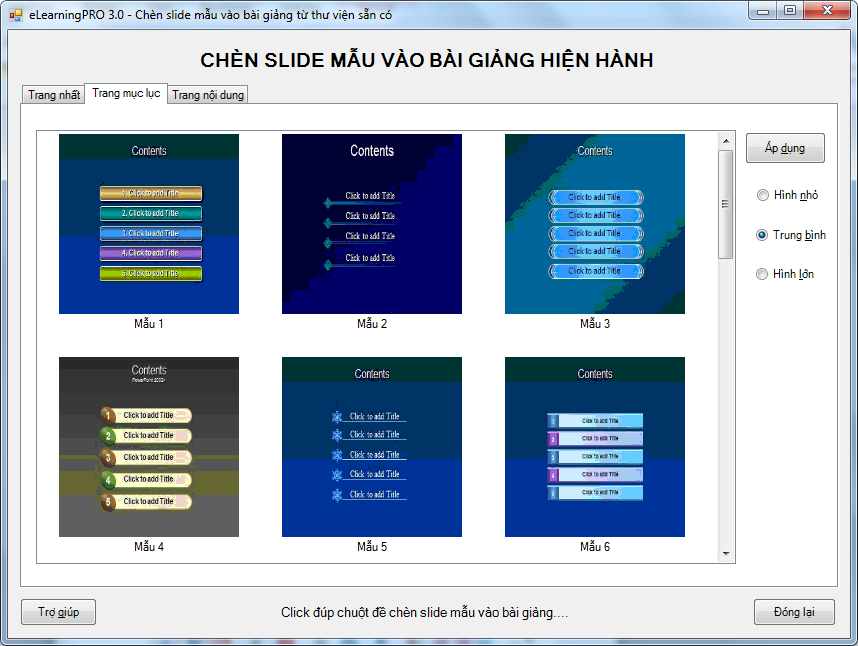 eLearningPRO 3.0 - Chèn slide mẫu vào bài giảng từ thư viện sẵn có
CHÈN SLIDE MẪU VÀO BÀI GIẢNG HIỆN HÀNH
Trang nhất
Trang mục lục
Trang nội dung
Contents
1. Click to add Title
2. Click to add Title
3. Click to add Title
4. Click to add Title
5. Click to add Title
Mẫu 1
Contents
Click to add Title
Click to add Title
Click to add Title
Click to add Title
Mẫu 2
Contents
Click to add Title
Click to add Title
Click to add Title
Click to add Title
Click to add Title
Mẫu 3
Contents
PowerPoint 2002+
1 Click to add Title
2 Click to add Title
3 Click to add Title
4 Click to add Title
5 Click to add Title
Mẫu 4
Contents
Click to add Title
Click to add Title
Click to add Title
Click to add Title
Click to add Title
Mẫu 5
Contents
1 Click to add Title
2 Click to add Title
3 Click to add Title
4 Click to add Title
5 Click to add Title
Mẫu 6
Áp dụng
Hình nhỏ
Trung bình
Hình lớn
Trợ giúp
Click đúp chuột đề chèn slide mẫu vào bài giảng....
Đóng lại